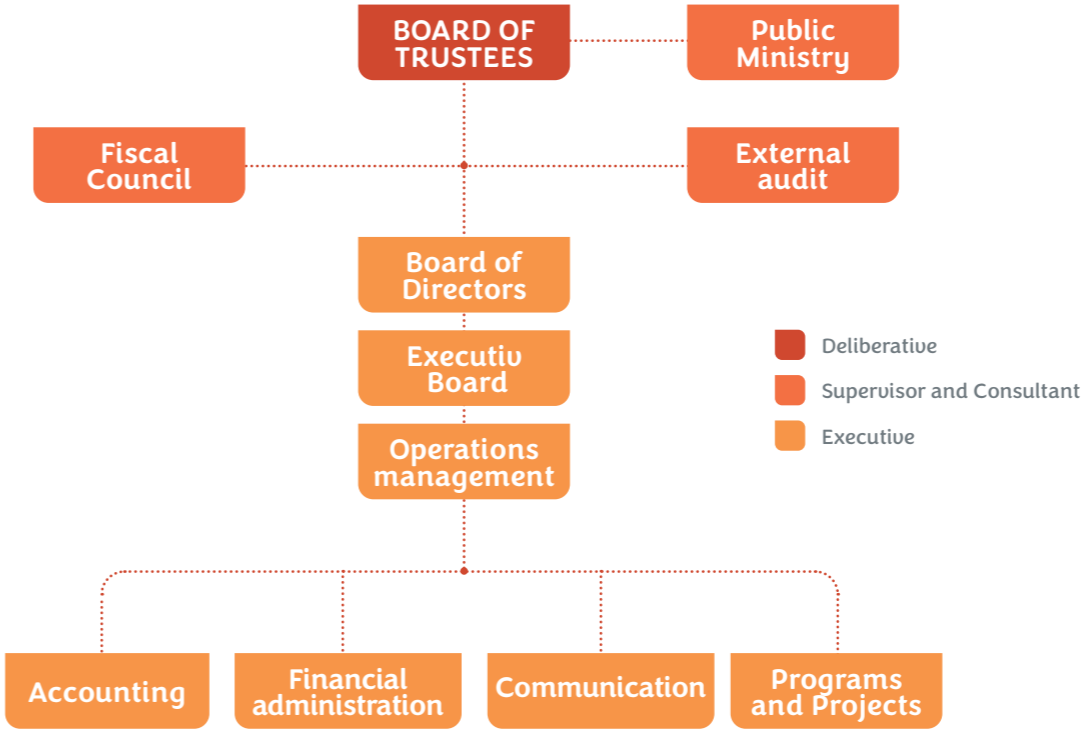 BOARD OF
TRUSTEES
Public
Ministry
Fiscal
Council
External
audit
Board of
Directors
Executiv
Board
Operations
management
Deliberative
Supervisor and Consultant
Executive
Accounting
Financial
administration
Communication
Programs
and Projects